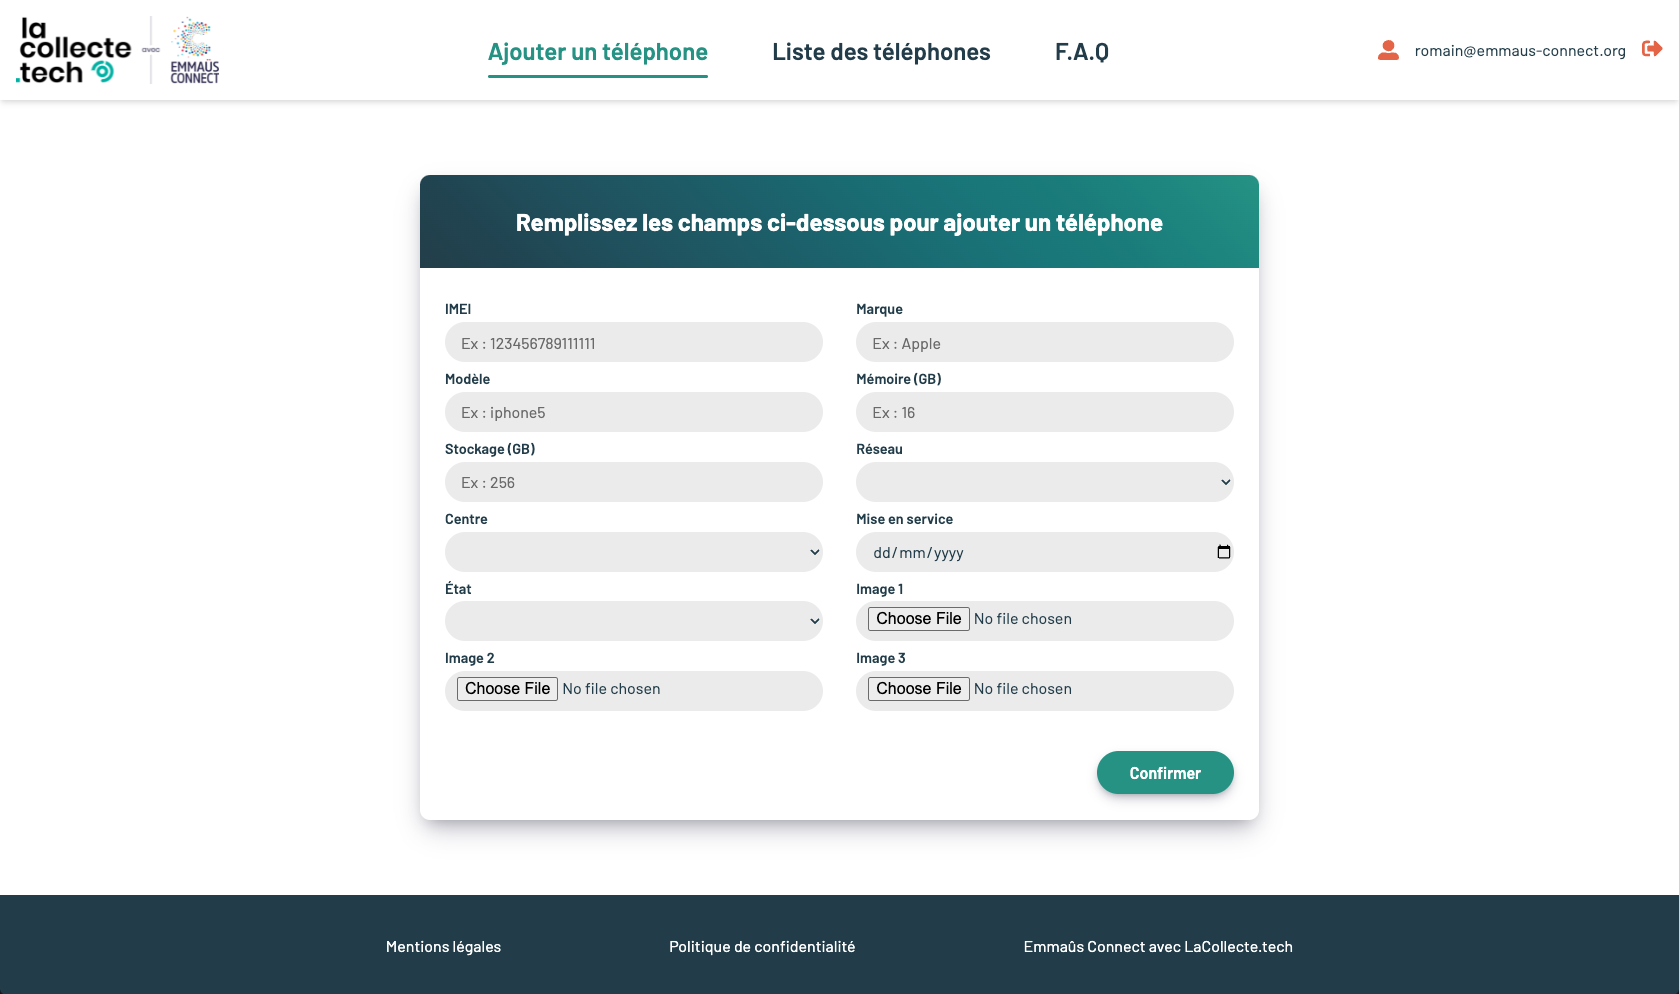 la
collecte
.tech
avec
EMMAÜS
CONNECT
Ajouter un téléphone
Liste des téléphones
F.A.Q
romain@emmaus-connect.org
Remplissez les champs ci-dessous pour ajouter un téléphone
IMEI
Ex : 123456789111111
Marque
Ex : Apple
Modèle
Ex : iphone5
Mémoire (GB)
Ex : 16
Stockage (GB)
Ex : 256
Réseau
Centre
Mise en service
dd/mm/yyyy
État
Image 1
Choose File No file chosen
Image 2
Choose File No file chosen
Image 3
Choose File No file chosen
Confirmer
Mentions légales
Politique de confidentialité
Emmaûs Connect avec LaCollecte.tech